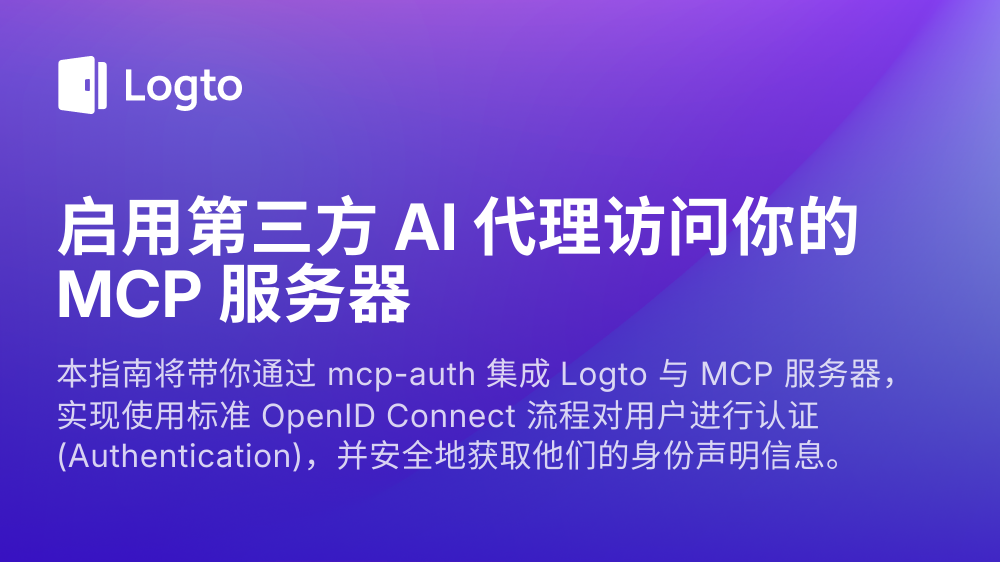 Logto
启用第三方 AI 代理访问你的
MCP 服务器
本指南将带你通过 mcp-auth 集成 Logto 与 MCP 服务器，
实现使用标准 OpenID Connect 流程对用户进行认证
(Authentication)，并安全地获取他们的身份声明信息。